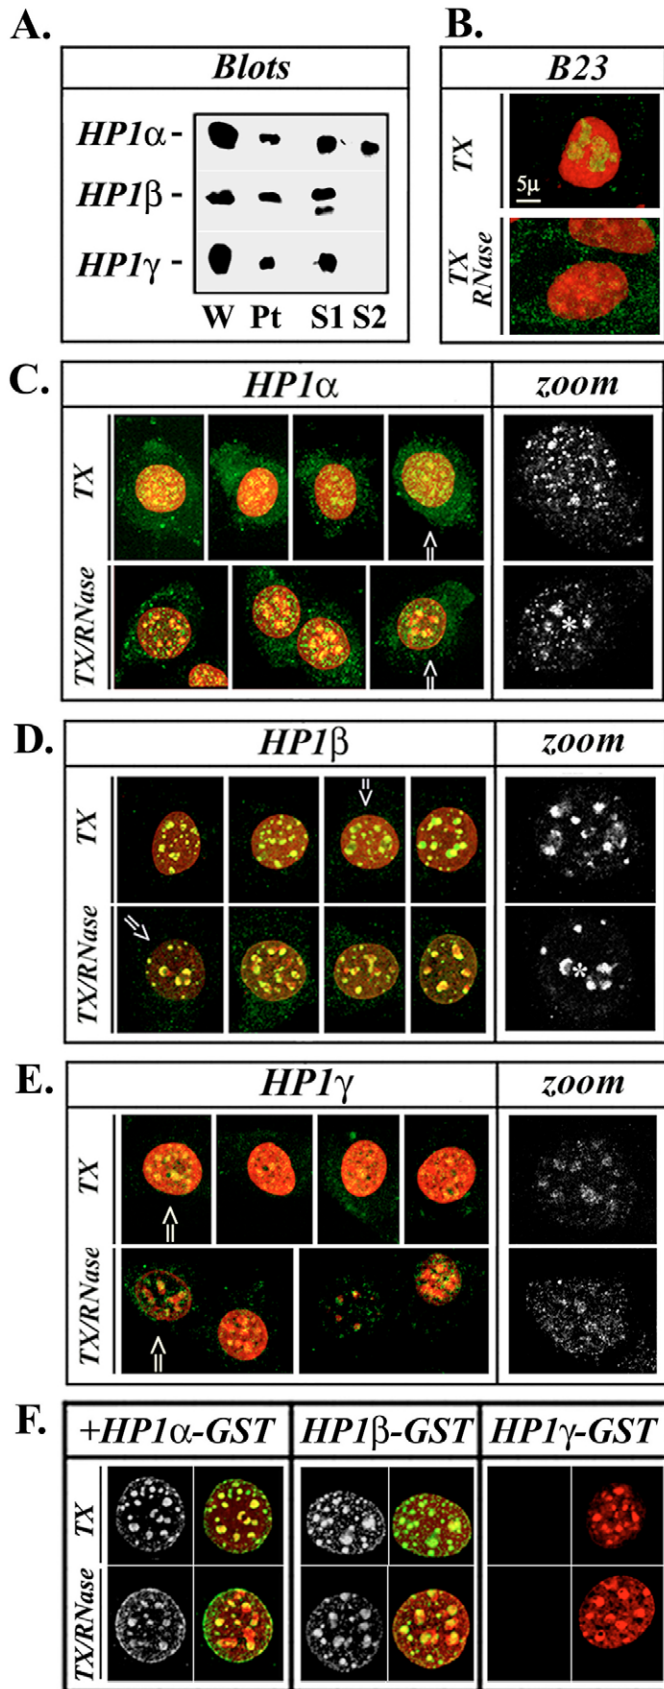 A.
Blots
HP1α -
HP1β -
HP1γ -
W Pt S1 S2
B.
B23
TX
5μ
TX
RNase
C.
HP1α
zoom
TX
TX/RNase
*
D.
HP1β
zoom
TX
TX/RNase
*
E.
HP1γ
zoom
TX
TX/RNase
F.
+HP1α-GST
HP1β-GST
HP1γ-GST
TX
TX/RNase